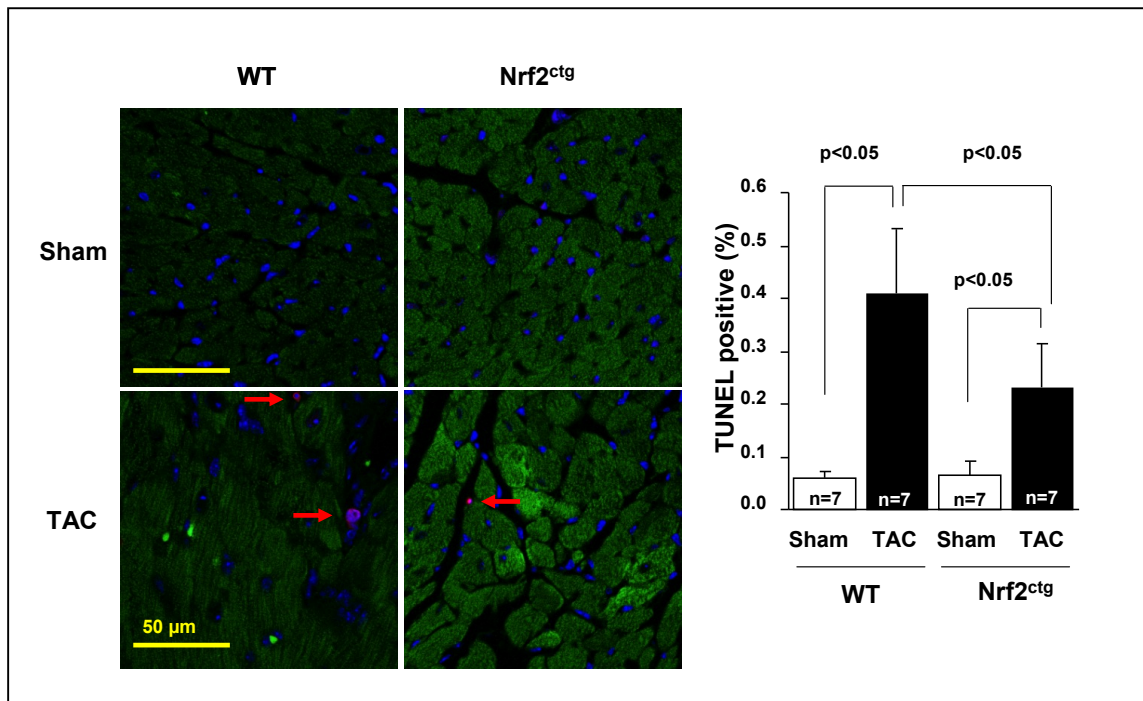 WT
Nrf2ctg
Sham
TAC
50 µm
p<0.05
p<0.05
p<0.05
TUNEL positive (%)
0.6
0.5
0.4
0.3
0.2
0.1
0.0
n=7
n=7
n=7
n=7
Sham
TAC
Sham
TAC
WT
Nrf2ctg